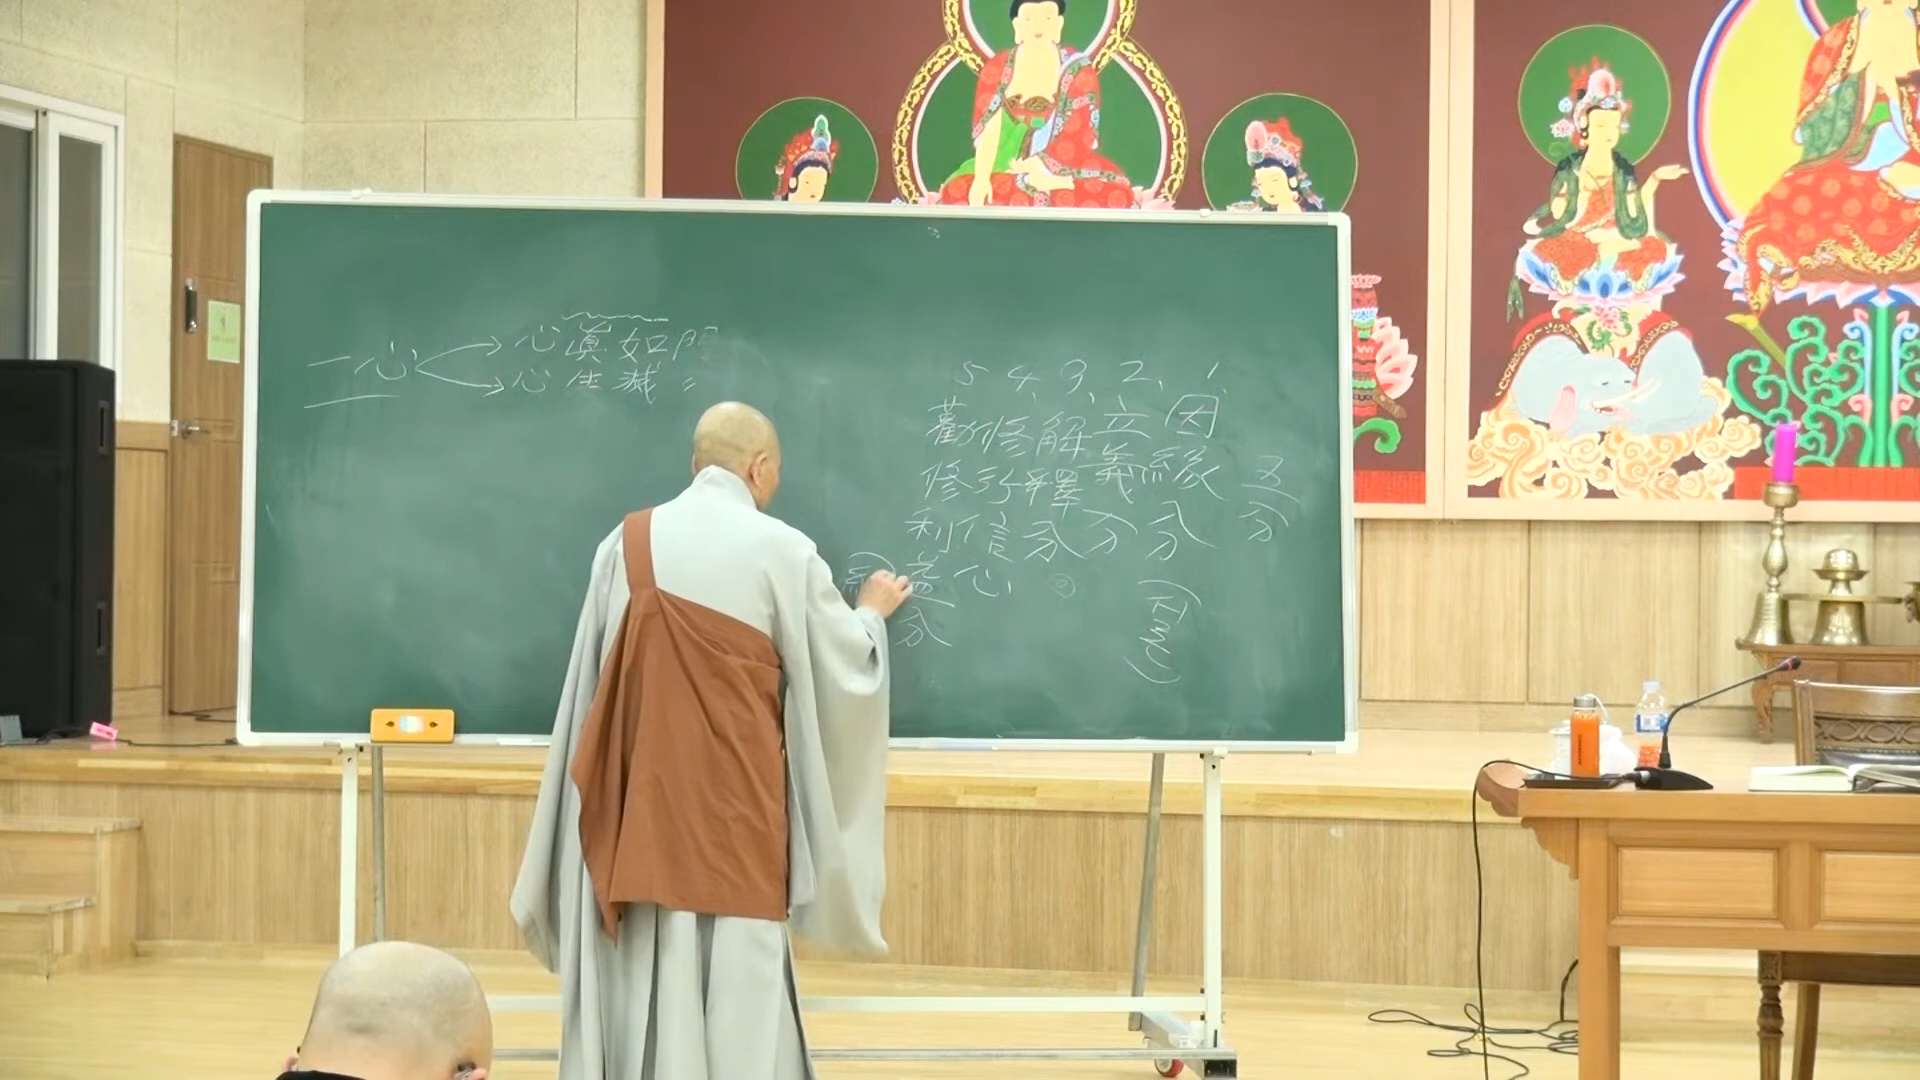 一心
心眞如門
心生滅〃
五分
1, 因緣分
2, 立義分
3, 解釋分
4, 修行信心
5 勸修利益分